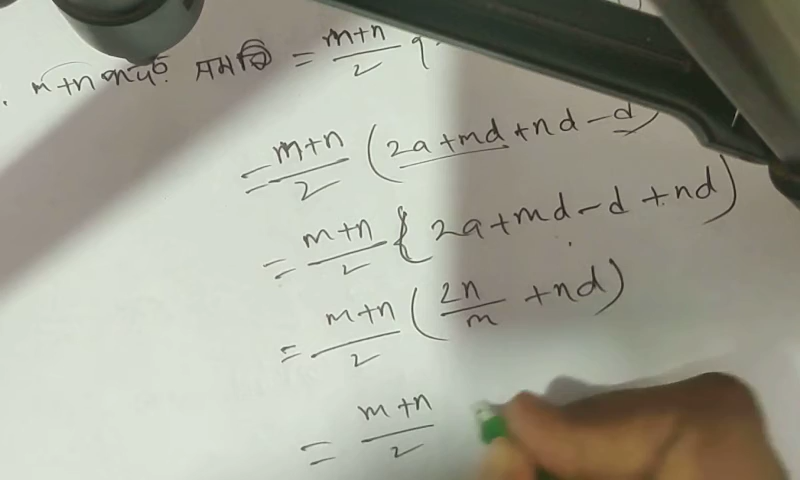 m+n পদের সমষ্টি = (m+n)/2 {
= (m+n)/2 (2a+md+nd-d)
= (m+n)/2 {2a+md-d+nd)
= (m+n)/2 (2n/m +nd)
= (m+n)/2